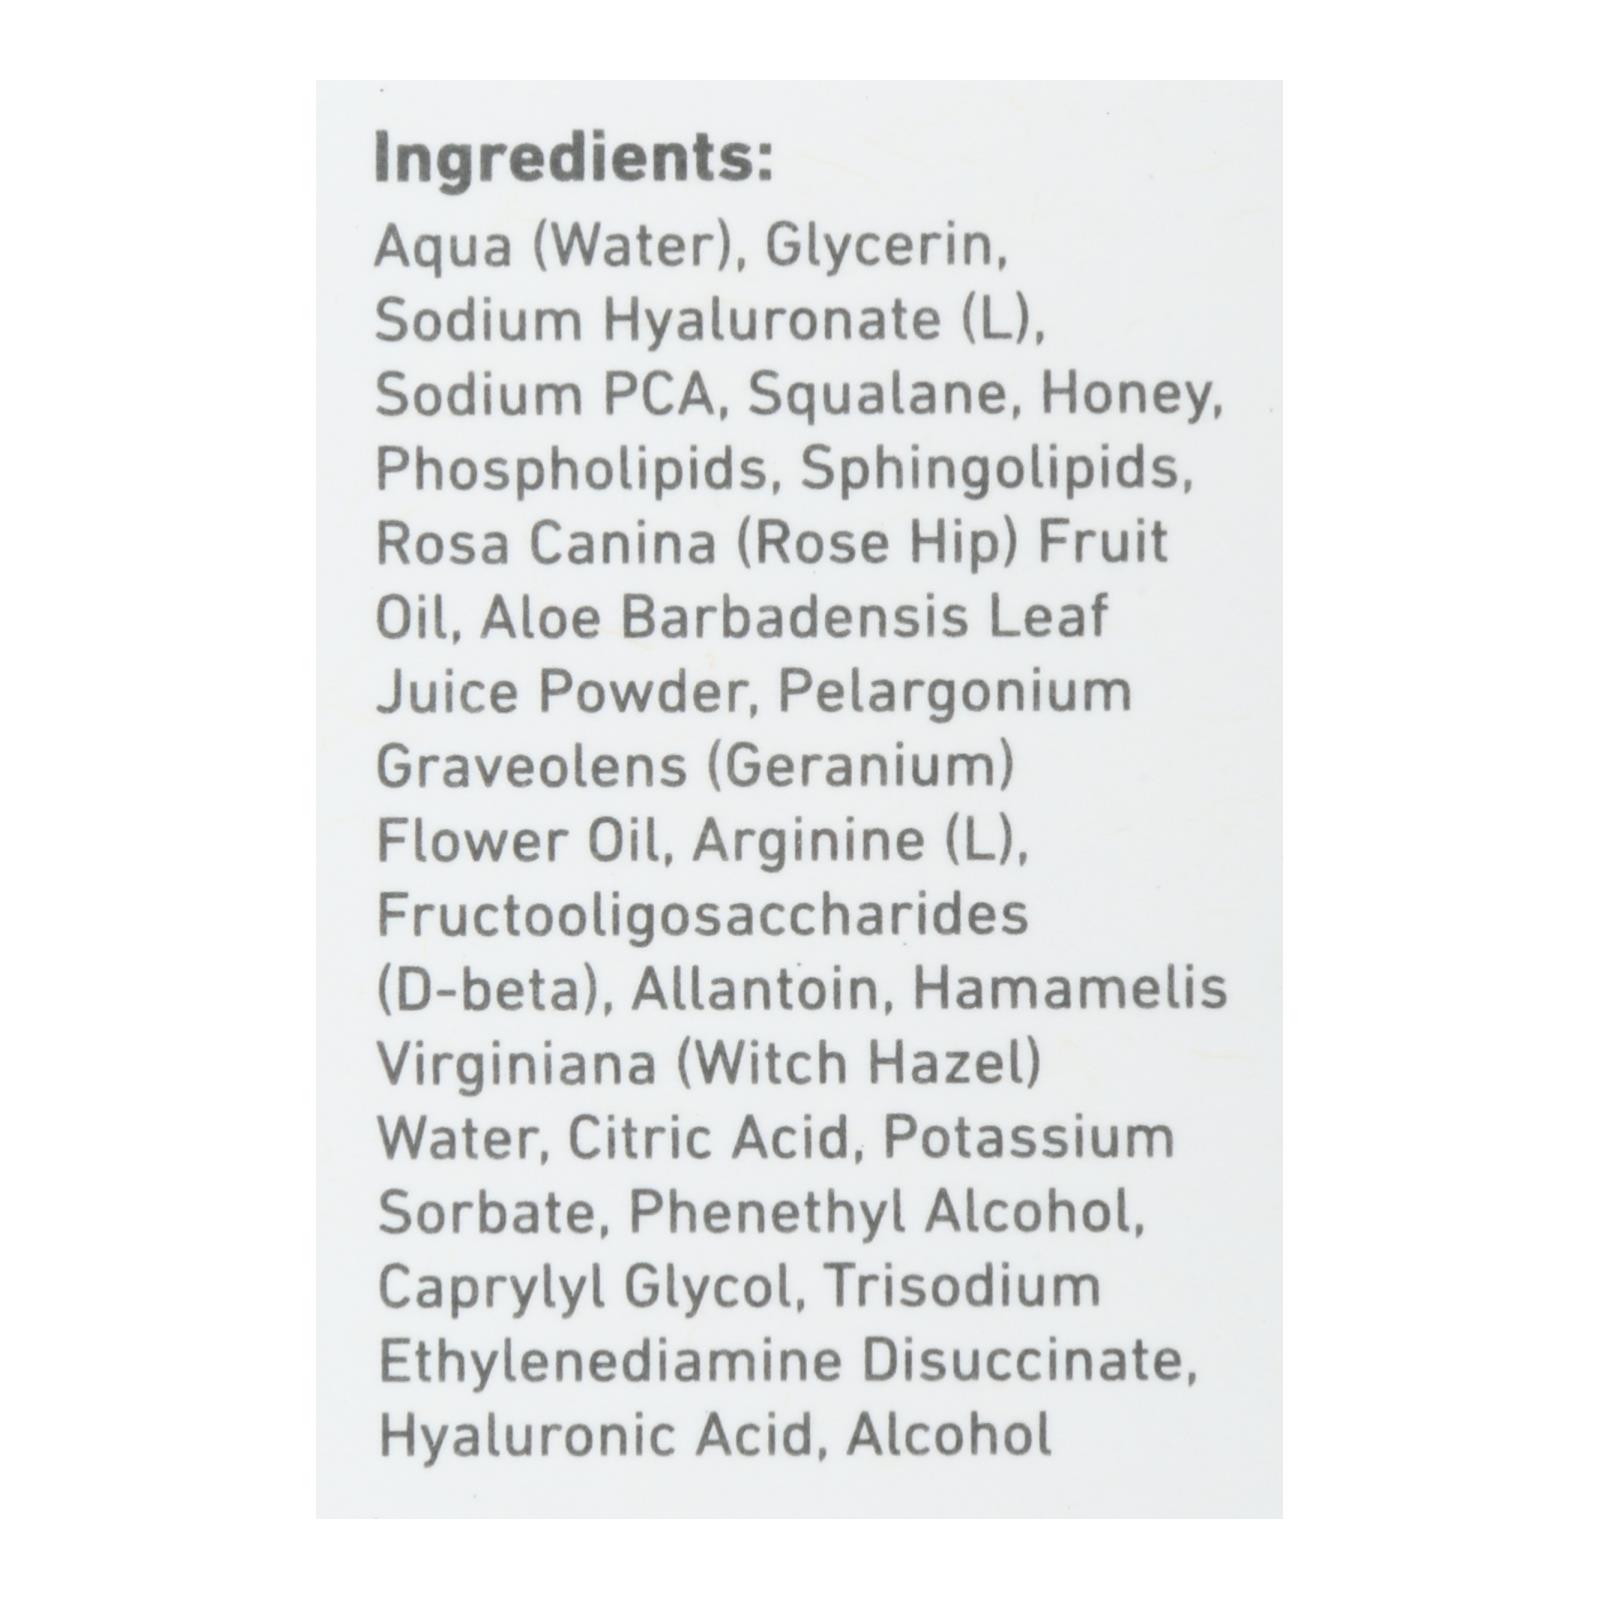 Ingredients:
Aqua (Water), Glycerin,
Sodium Hyaluronate (L),
Sodium PCA, Squalane, Honey,
Phospholipids, Sphingolipids,
Rosa Canina (Rose Hip) Fruit
Oil, Aloe Barbadensis Leaf
Juice Powder, Pelargonium
Graveolens (Geranium)
Flower Oil, Arginine (L),
Fructooligosaccharides
(D-beta), Allantoin, Hamamelis
Virginiana (Witch Hazel)
Water, Citric Acid, Potassium
Sorbate, Phenethyl Alcohol,
Caprylyl Glycol, Trisodium
Ethylenediamine Disuccinate,
Hyaluronic Acid, Alcohol